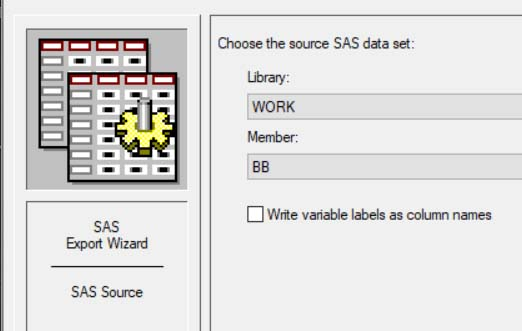 Choose the source SAS data set:
Library:
WORK
Member:
BB
Write variable labels as column names
SAS
Export Wizard
SAS Source